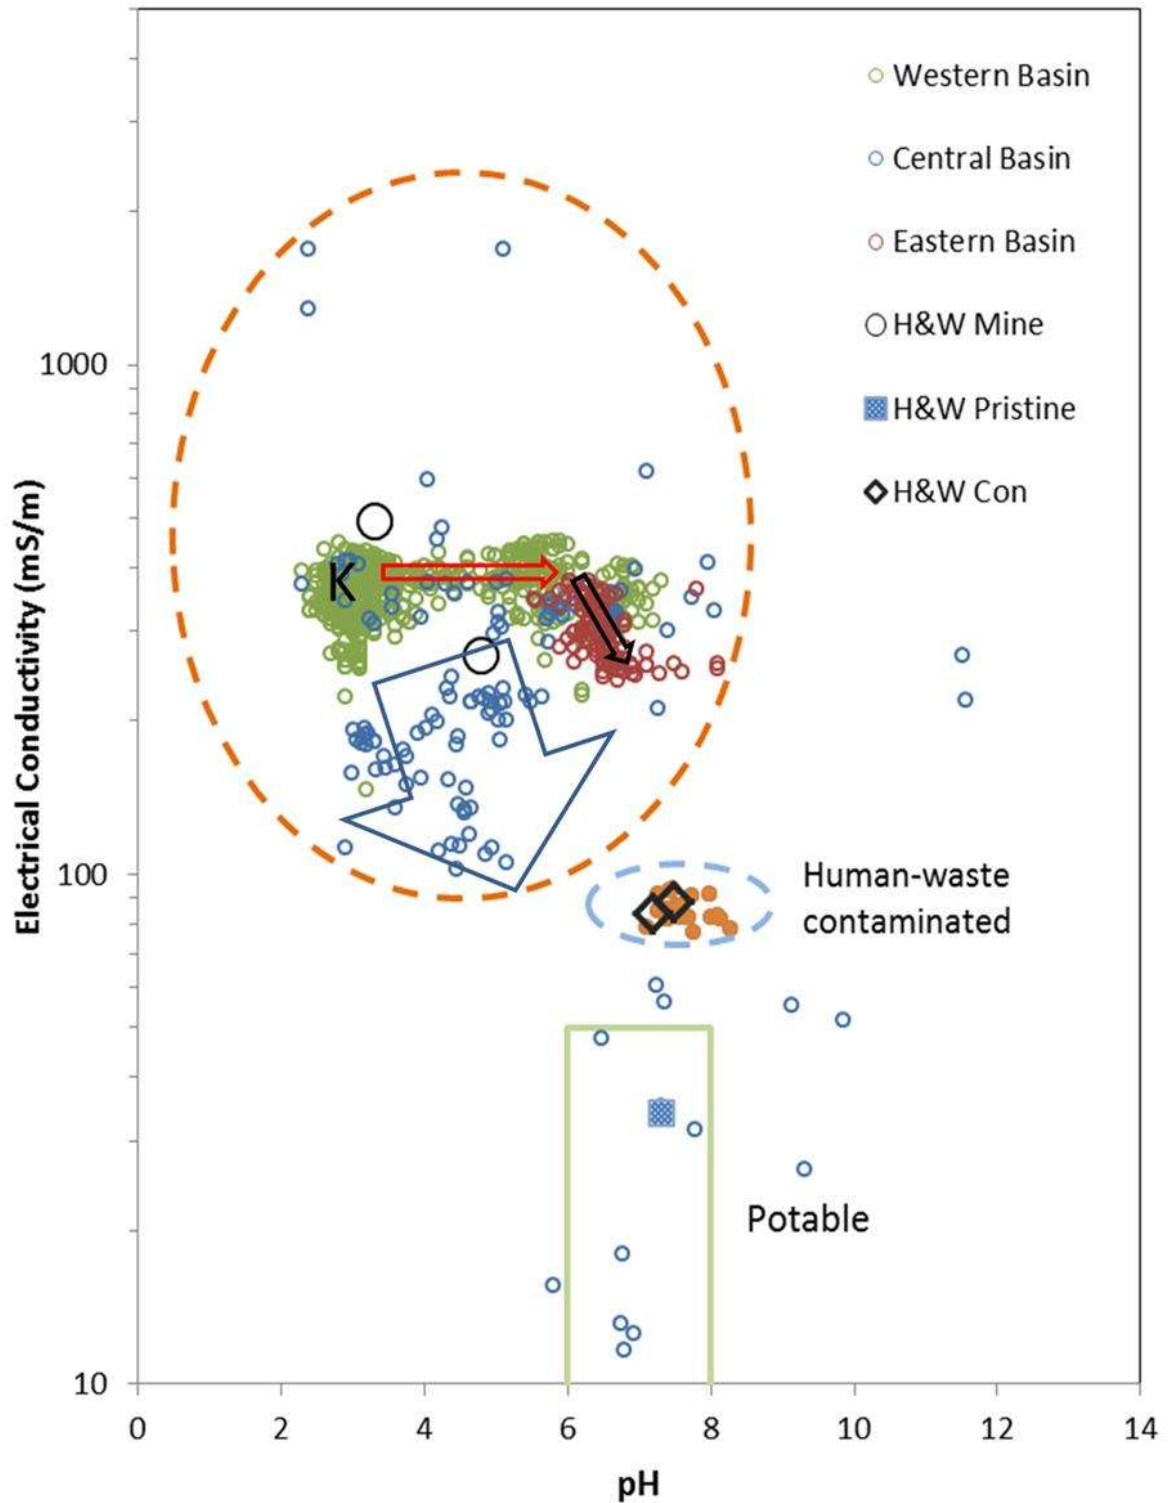 Western Basin
Central Basin
Eastern Basin
H&W Mine
H&W Pristine
H&W Con
1000
K
100
10
Human-waste
contaminated
Potable
0 2 4 6 8 10 12 14
pH
Electrical Conductivity (mS/m)